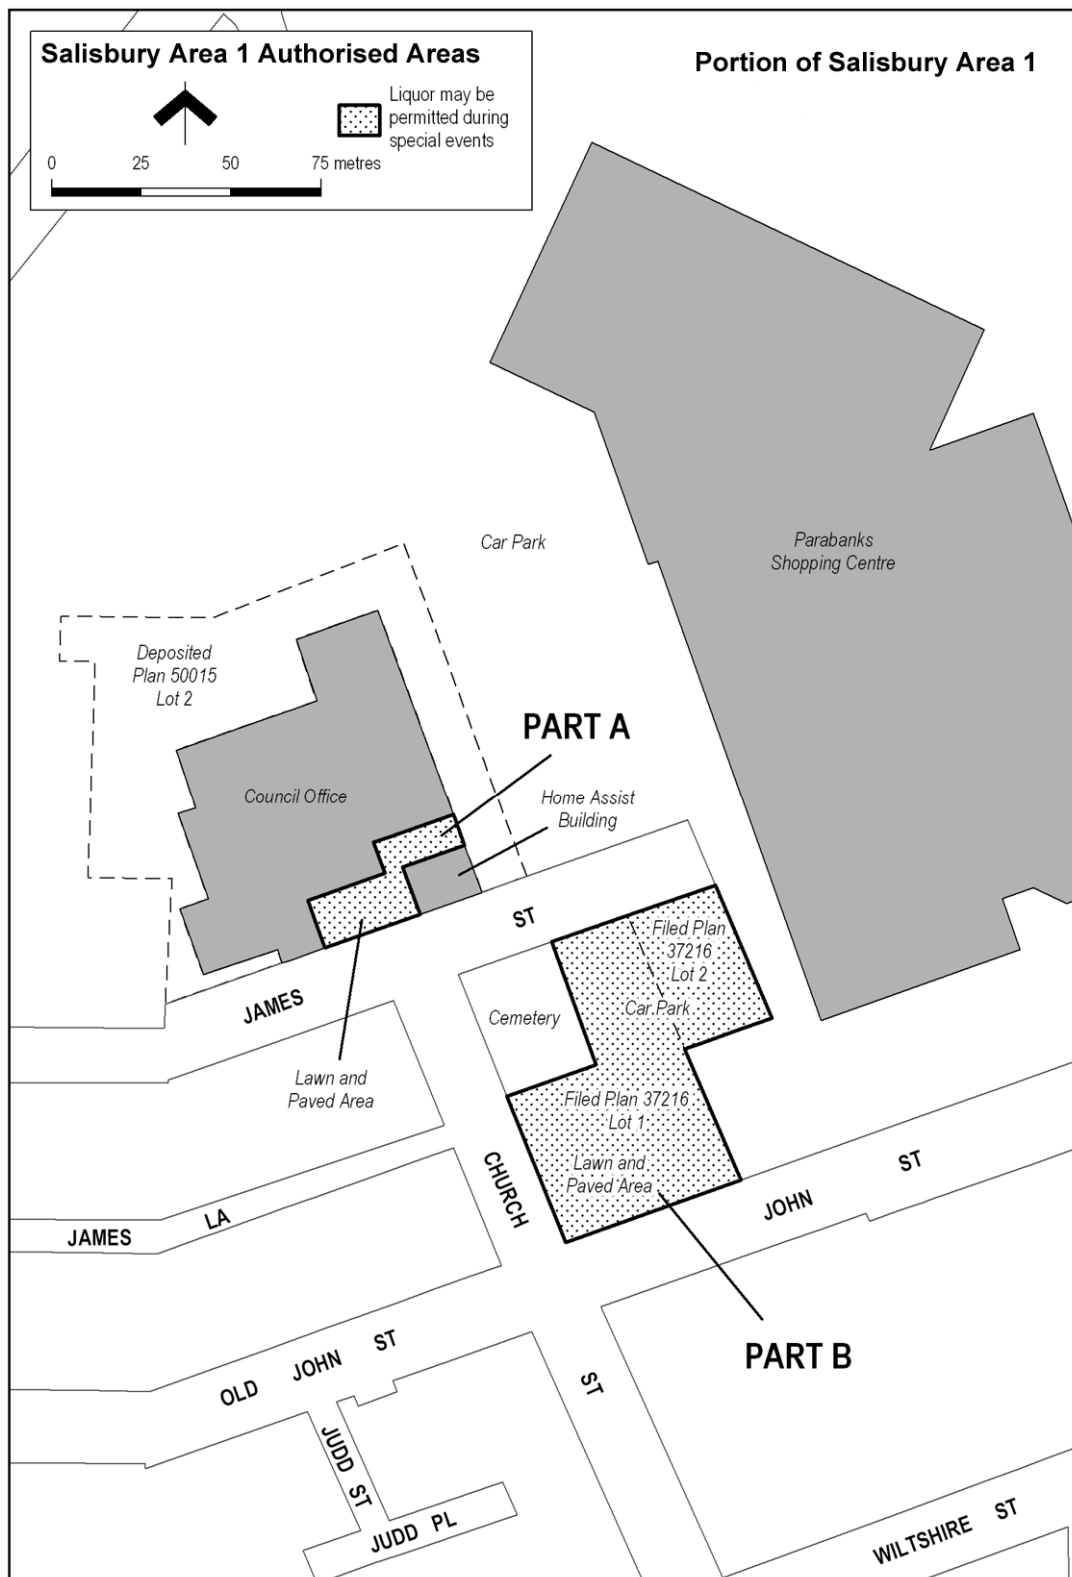 Salisbury Area 1 Authorised Areas
Liquor may be
permitted during
special events
0 25 50 75 metres
Portion of Salisbury Area 1
Car Park
Parabanks
Shopping Centre
Deposited
Plan 50015
Lot 2
PART A
Council Office
Home Assist
Building
ST
JAMES
Filed Plan
37216
Lot 2
Car Park
Cemetery
Lawn and
Paved Area
Filed Plan 37216
Lot 1
Lawn and
Paved Area
CHURCH
ST
JOHN
JAMES
LA
PART B
OLD JOHN ST
ST
JUDD ST
JUDD PL
WILTSHIRE ST